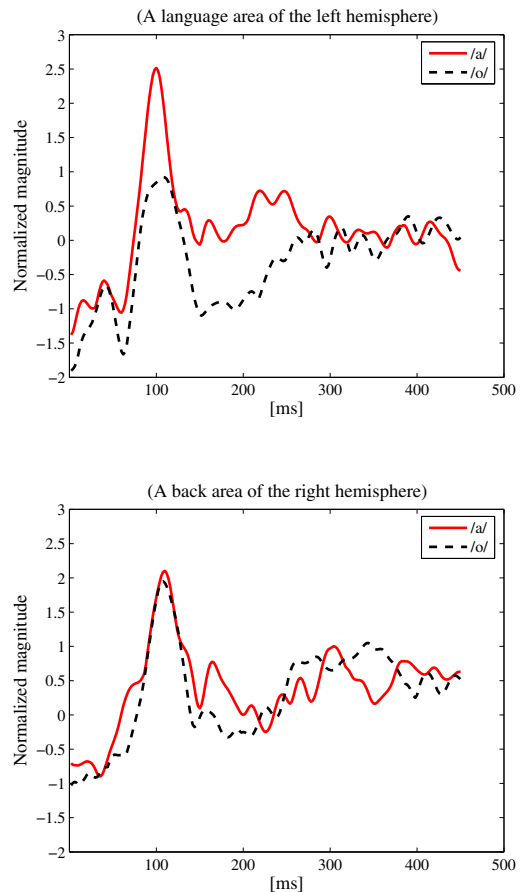 (A language area of the left hemisphere)
3
2.5
2
1.5
1
0.5
0
−0.5
−1
−1.5
−2
Normalized magnitude
/a/
/o/
100 200 300 400 500
[ms]
(A back area of the right hemisphere)
3
2.5
2
1.5
1
0.5
0
−0.5
−1
−1.5
−2
Normalized magnitude
/a/
/o/
100 200 300 400 500
[ms]